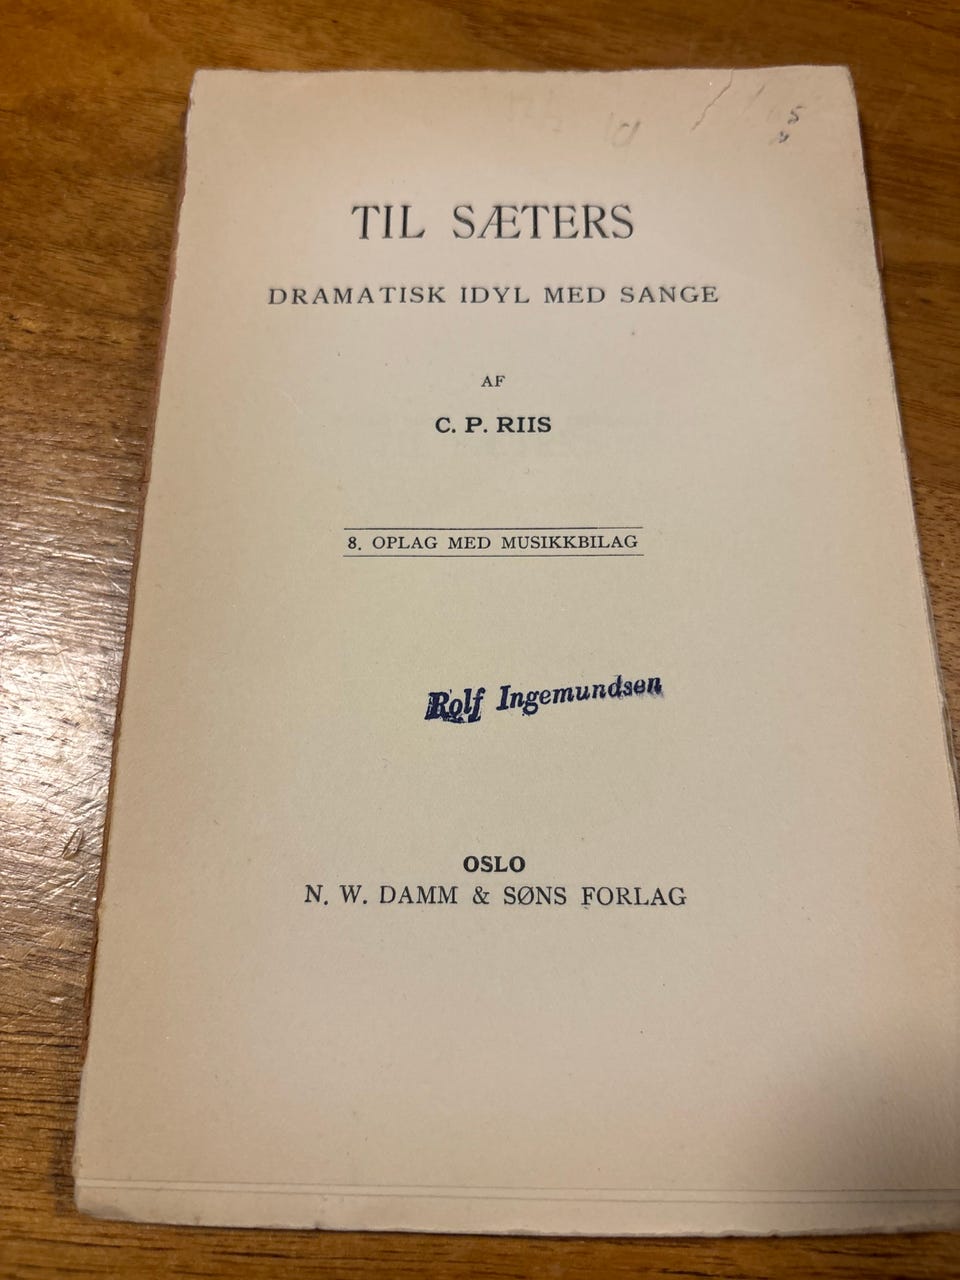 TIL SÆTERS
DRAMATISK IDYL MED SANGE
AF
C. P. RIIS
8. OPLAG MED MUSIKKBILAG
Rolf Ingemundsen
OSLO
N. W. DAMM & SØNS FORLAG